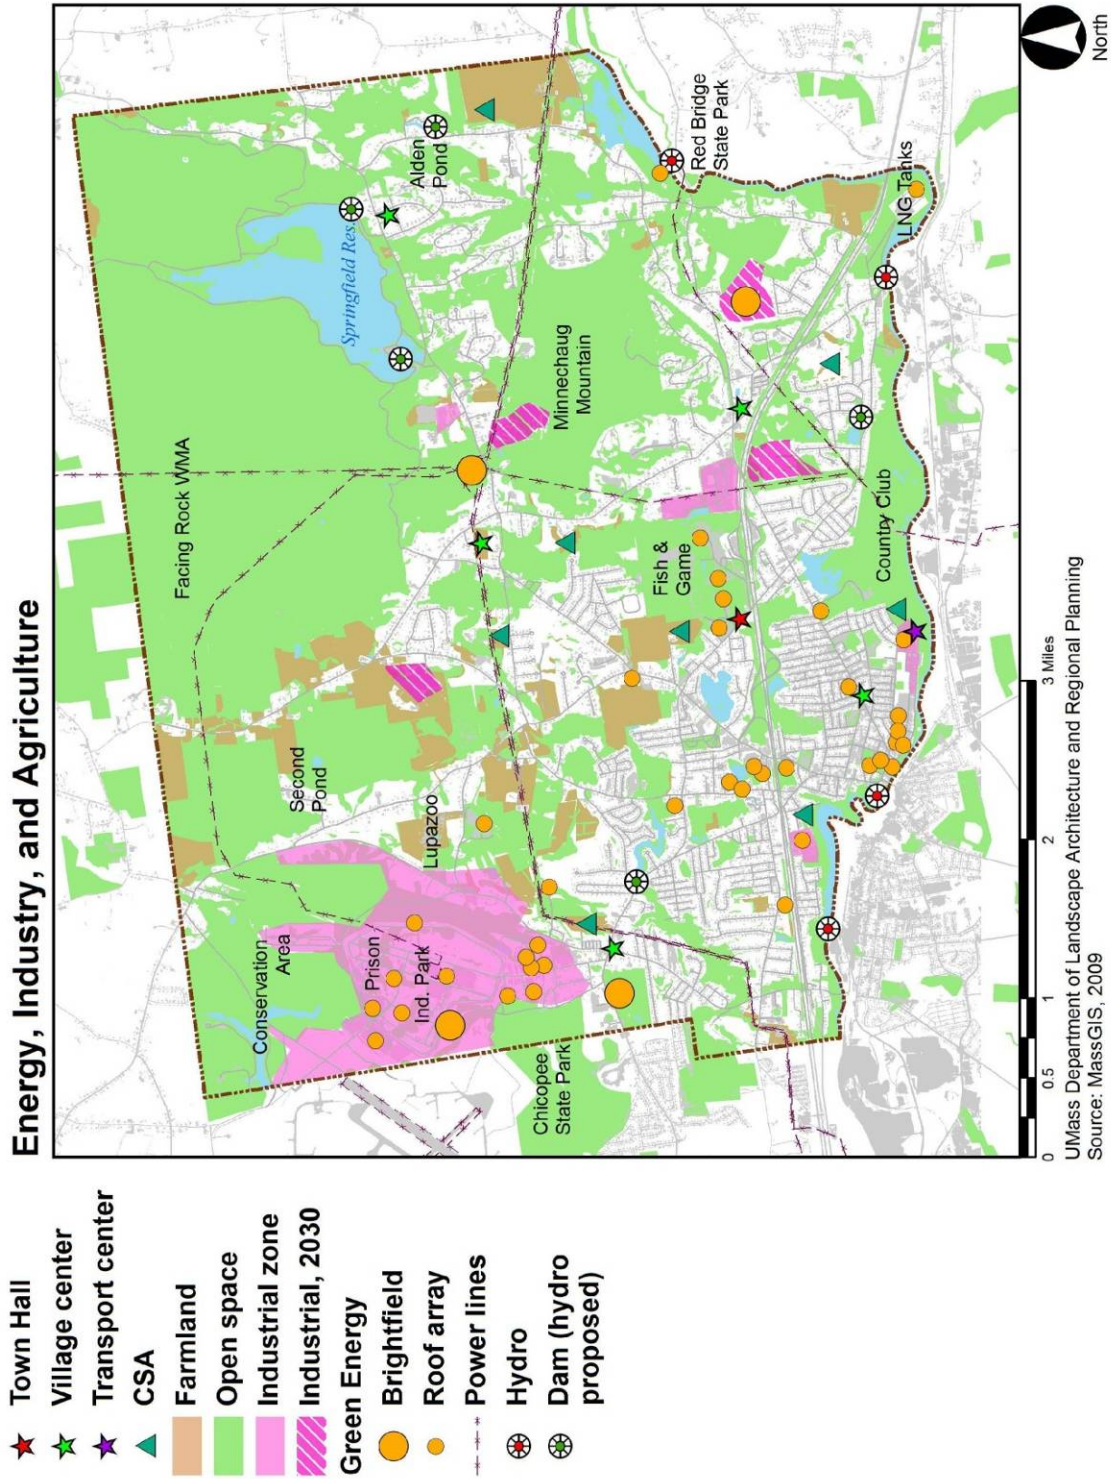 Energy, Industry, and Agriculture
Town Hall
Village center
Transport center
CSA
Farmland
Open space
Industrial zone
Industrial, 2030
Green Energy
Brightfield
Roof array
Power lines
Hydro
Dam (hydro
proposed)
Facing Rock WMA
Springfield Res.
Alden
Pond
Second
Pond
Conservation
Area
Prison
Ind. Park
Lupazoo
Minnechaug
Mountain
Chicopee
State Park
Fish &
Game
Red Bridge
State Park
Country Club
LNG Tanks
0
0.5
1
2
3 Miles
UMass Department of Landscape Architecture and Regional Planning
Source: MassGIS, 2009
North